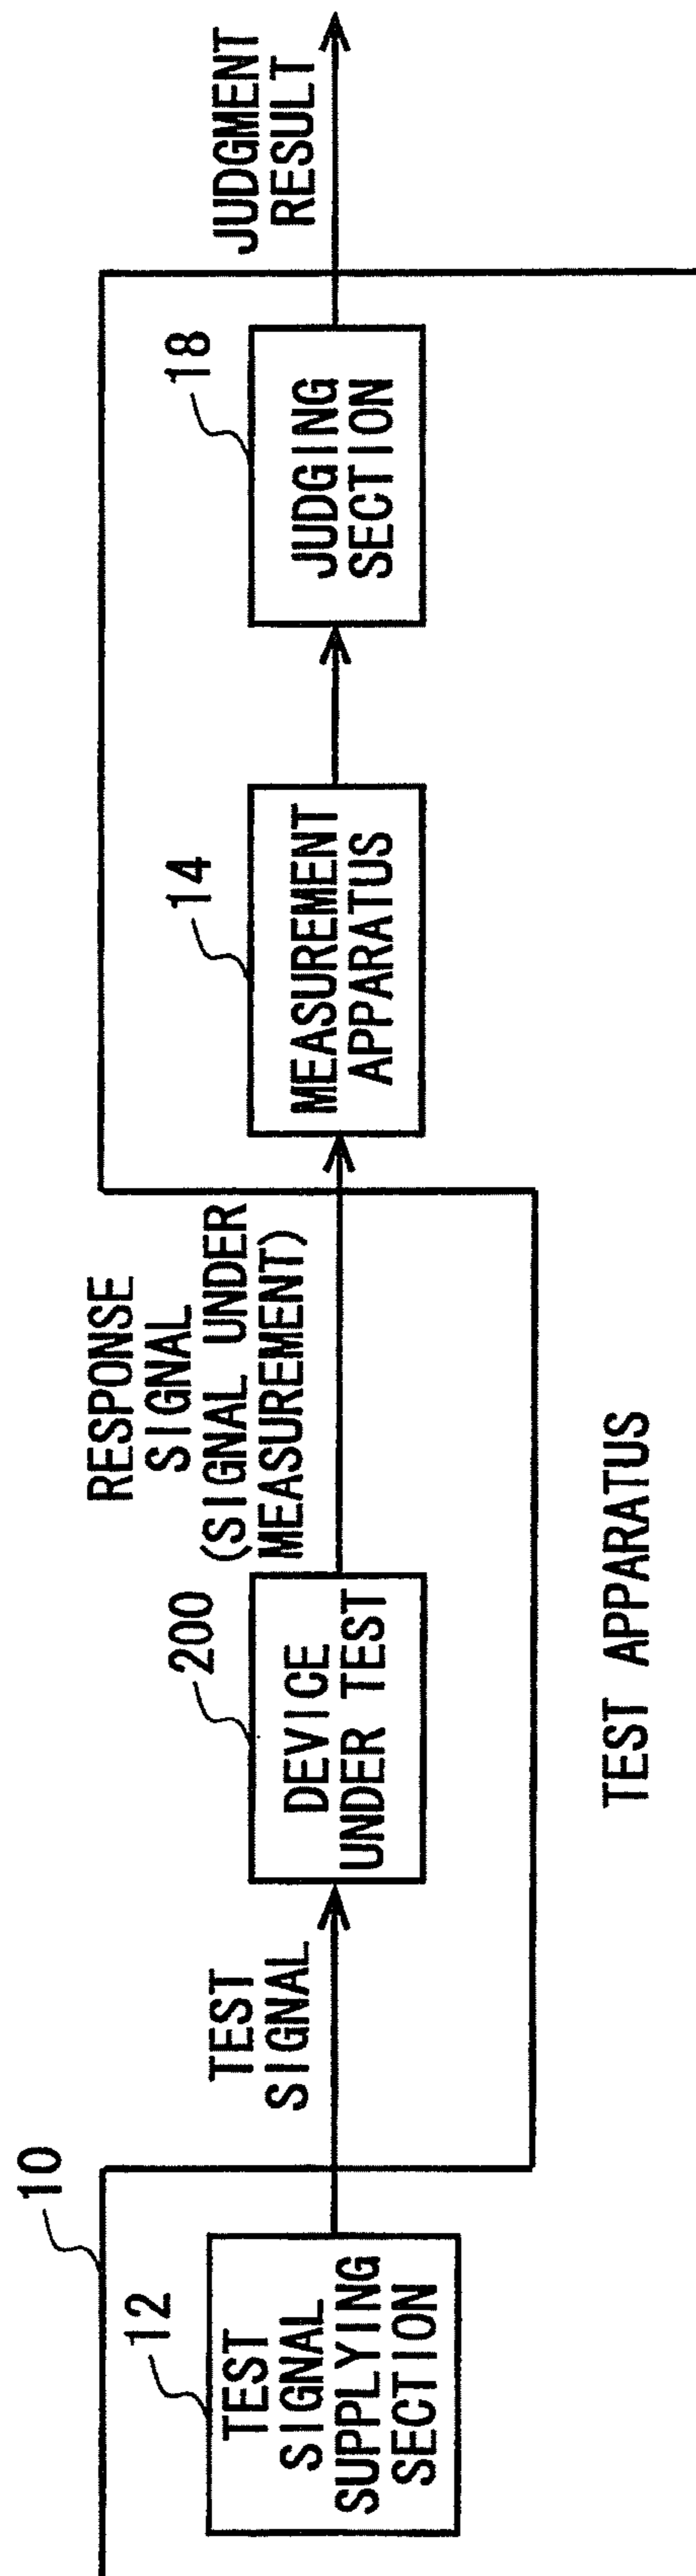 10
12
TEST
SIGNAL
SUPPLYING
SECTION
TEST
SIGNAL
200
DEVICE
UNDER TEST
RESPONSE
SIGNAL
(SIGNAL UNDER
MEASUREMENT)
14
MEASUREMENT
APPARATUS
18
JUDGING
SECTION
JUDGMENT
RESULT
TEST APPARATUS